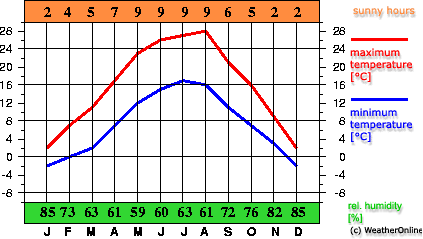 2 4 5 7 9 9 9 9 6 5 2 2
sunny hours
28
24
20
16
12
8
4
0
-4
-8
28
24
20
16
12
8
4
0
-4
-8
maximum
temperature
[°C]
minimum
temperature
[°C]
85 73 63 61 59 60 63 61 72 76 82 85
rel. humidity
[%]
J F M A M J J A S O N D
(c) WeatherOnline